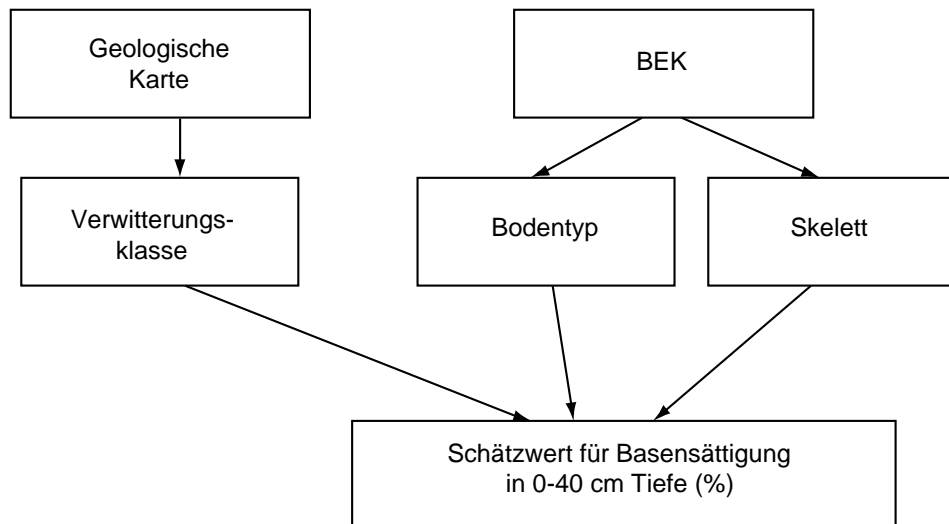 Geologische
Karte
BEK
Verwitterungs-
klasse
Bodentyp
Skelett
Schätzwert für Basensättigung
in 0-40 cm Tiefe (%)